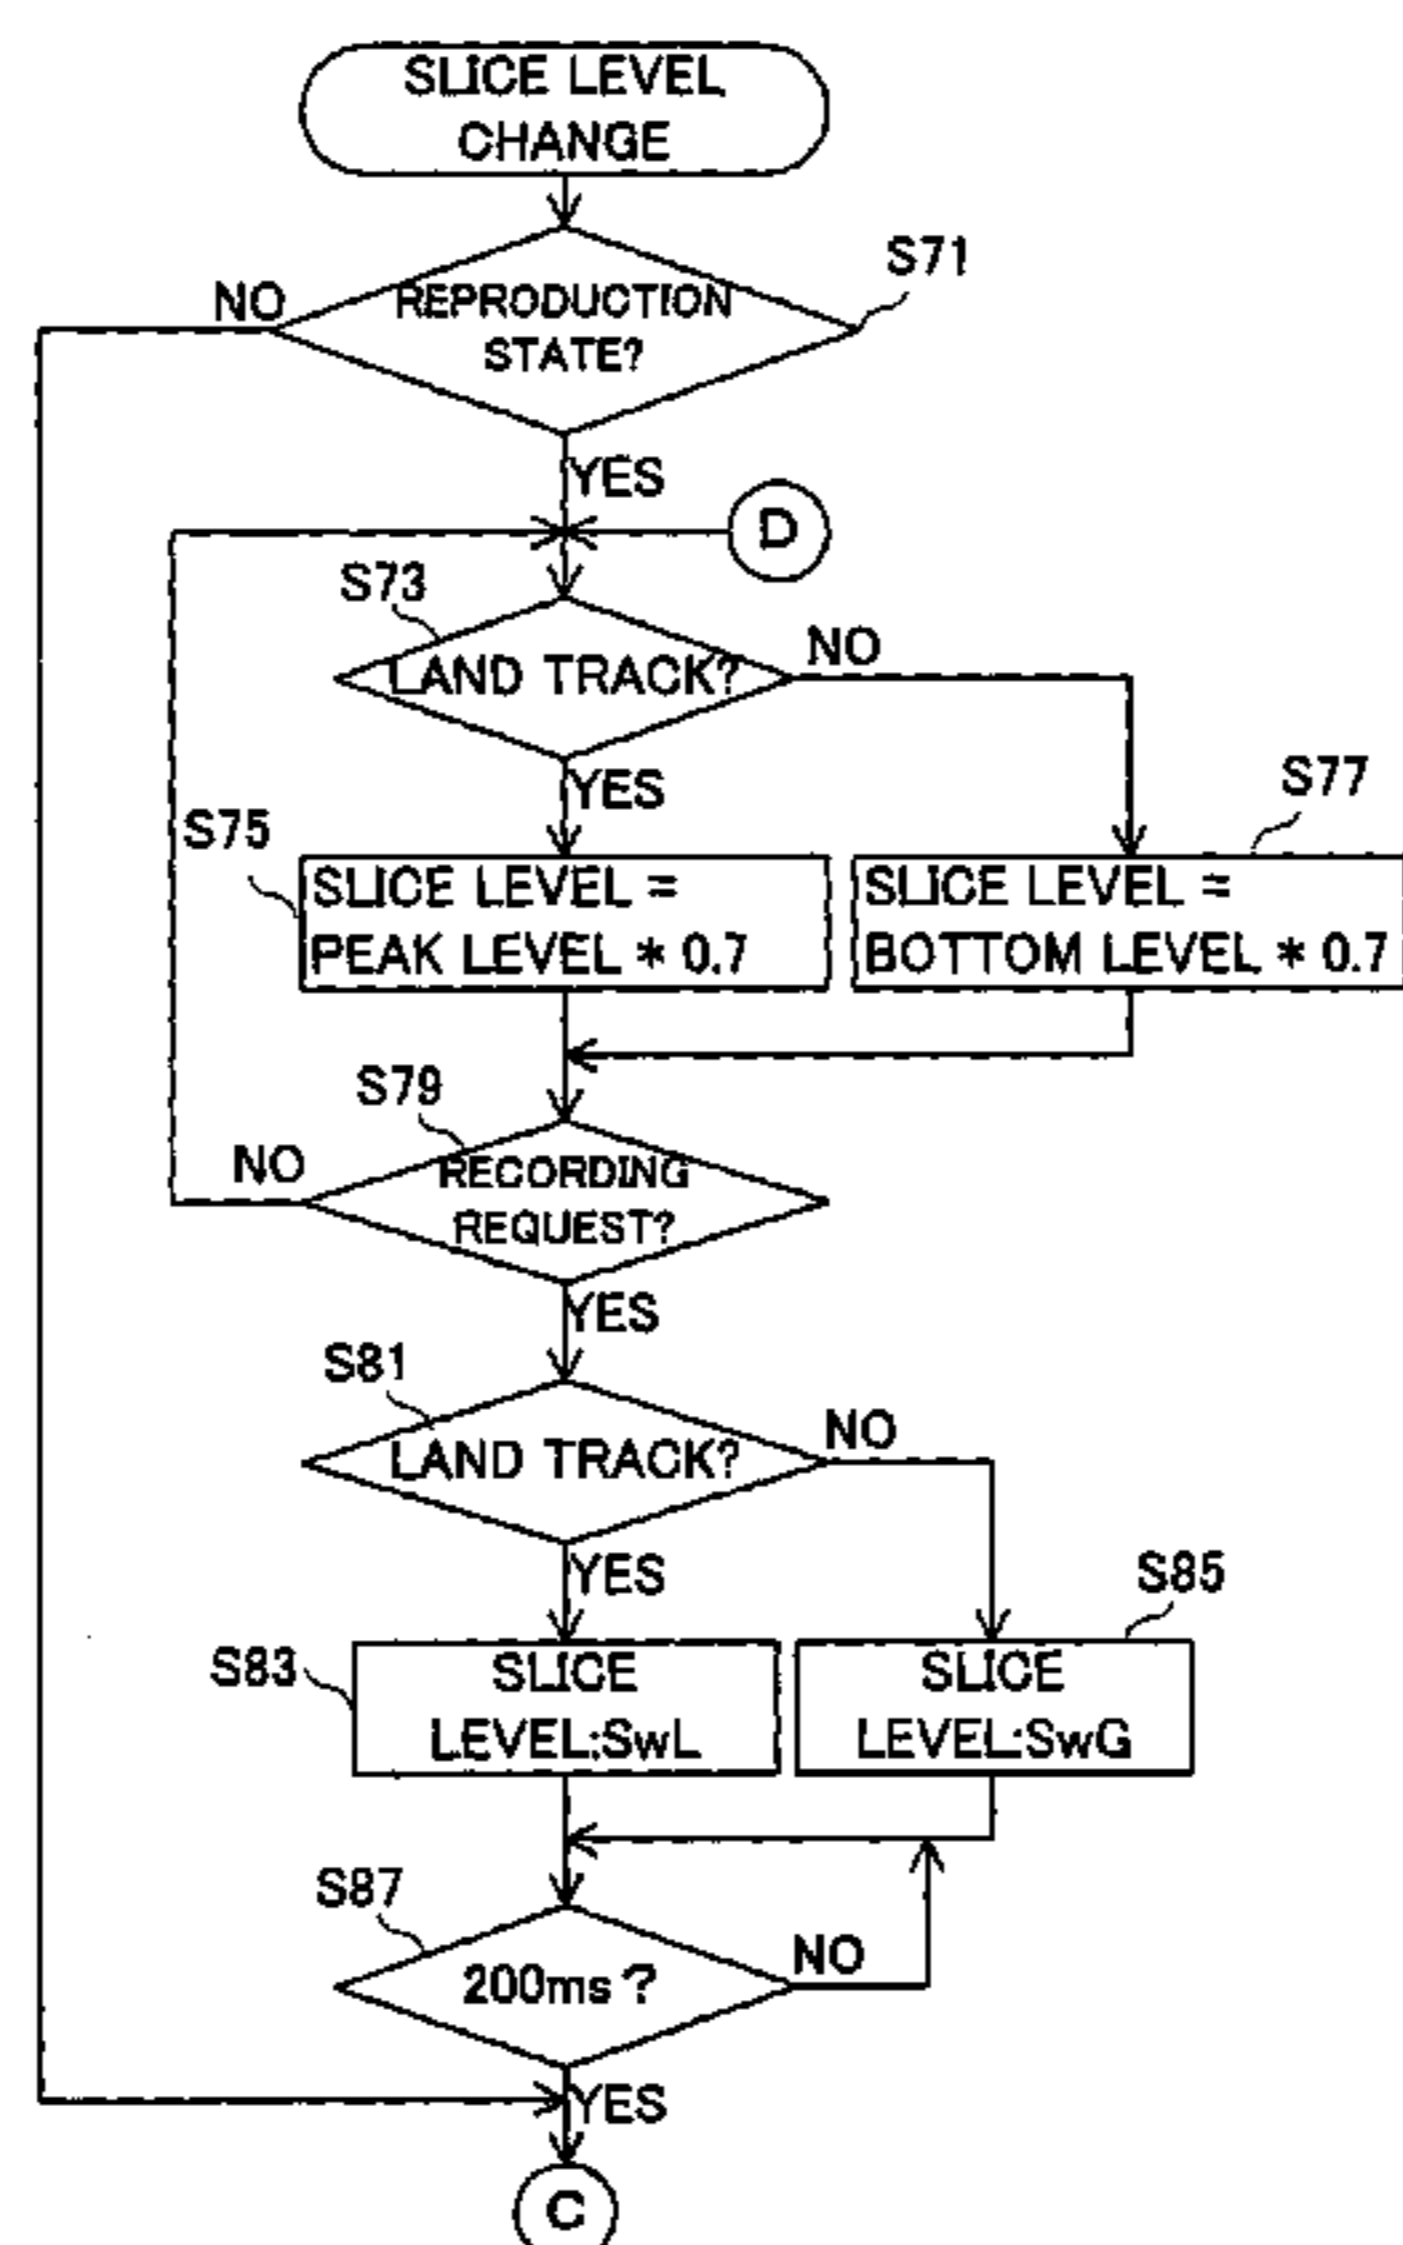 SLICE LEVEL
CHANGE
S71
NO
REPRODUCTION
STATE?
YES
D
S73
NO
LAND TRACK?
YES
S77
S75
SLICE LEVEL =
PEAK LEVEL * 0.7
SLICE LEVEL =
BOTTOM LEVEL * 0.7
S79
NO
RECORDING
REQUEST?
YES
S81
NO
LAND TRACK?
YES
S85
S83
SLICE
LEVEL:SwL
SLICE
LEVEL:SwG
S87
NO
200ms?
YES
C